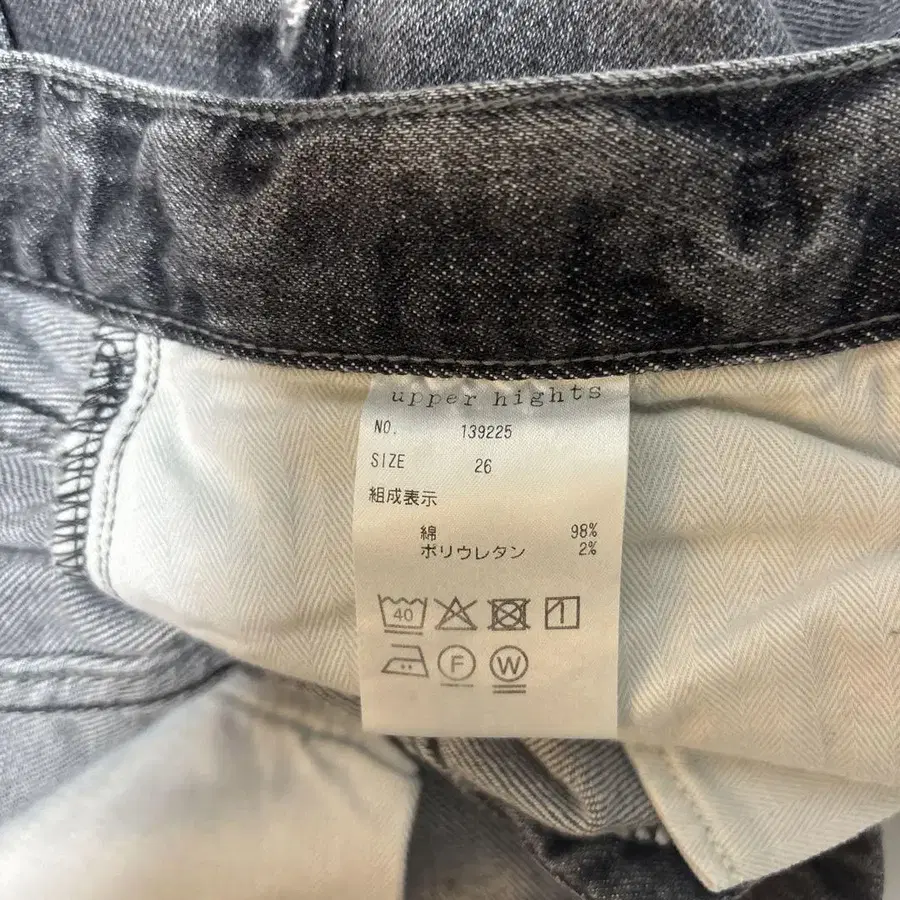 upper hights
NO. 139225
SIZE 26
組成表示
綿 98%
ポリウレタン 2%
40
F W